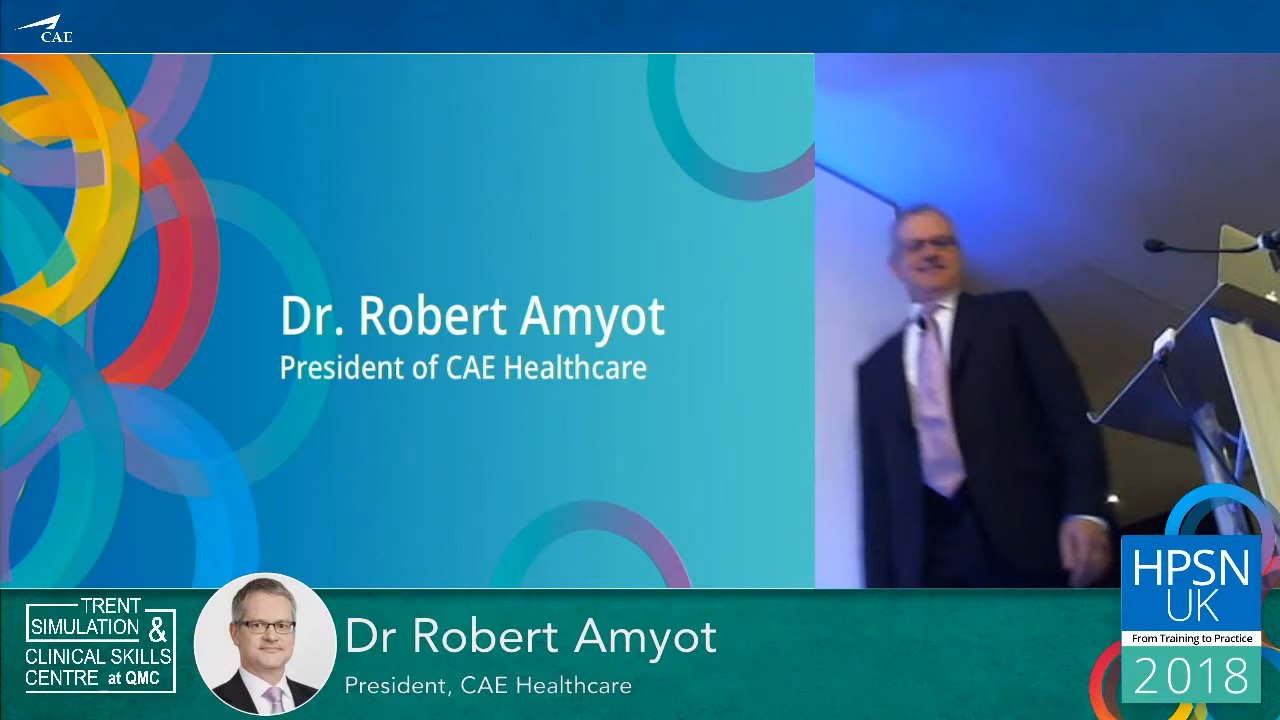 CAE
Dr. Robert Amyot
President of CAE Healthcare
TRENT
SIMULATION &
CLINICAL SKILLS
CENTRE at QMC
Dr Robert Amyot
President, CAE Healthcare
HPSN
UK
From Training to Practice
2018